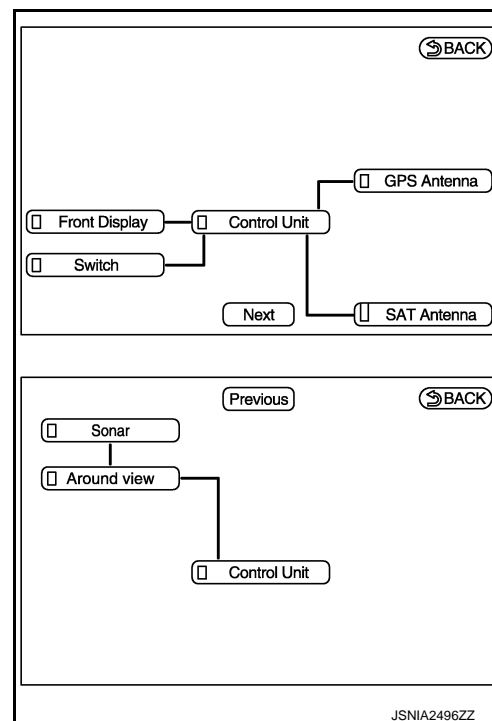 BACK
GPS Antenna
Front Display
Control Unit
Switch
Next
SAT Antenna
Previous
BACK
Sonar
Around view
Control Unit
JSNIA2496ZZ